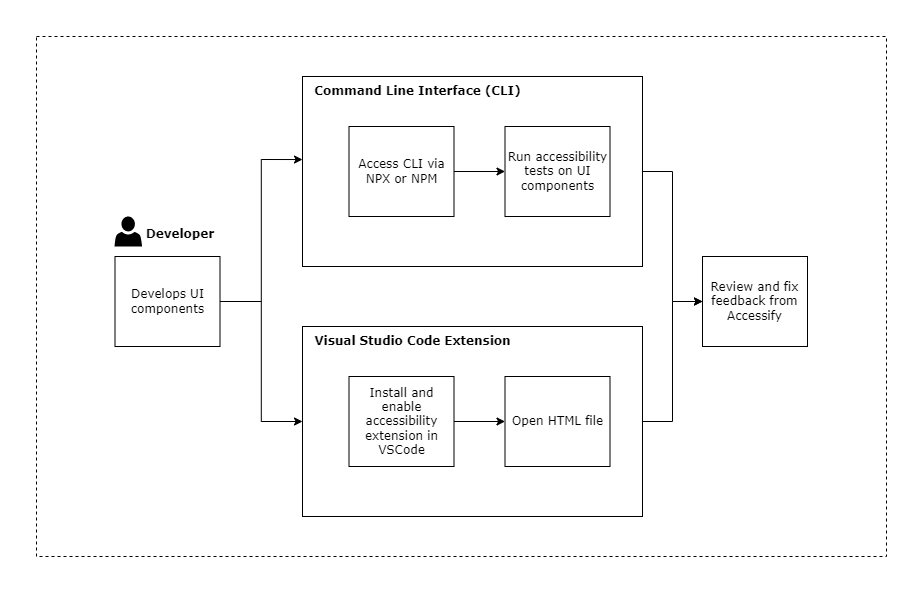 Command Line Interface (CLI)
Access CLI via
NPX or NPM
Run accessibility
tests on UI
components
Developer
Develops UI
components
Review and fix
feedback from
Accessify
Visual Studio Code Extension
Install and
enable
accessibility
extension in
VSCode
Open HTML file